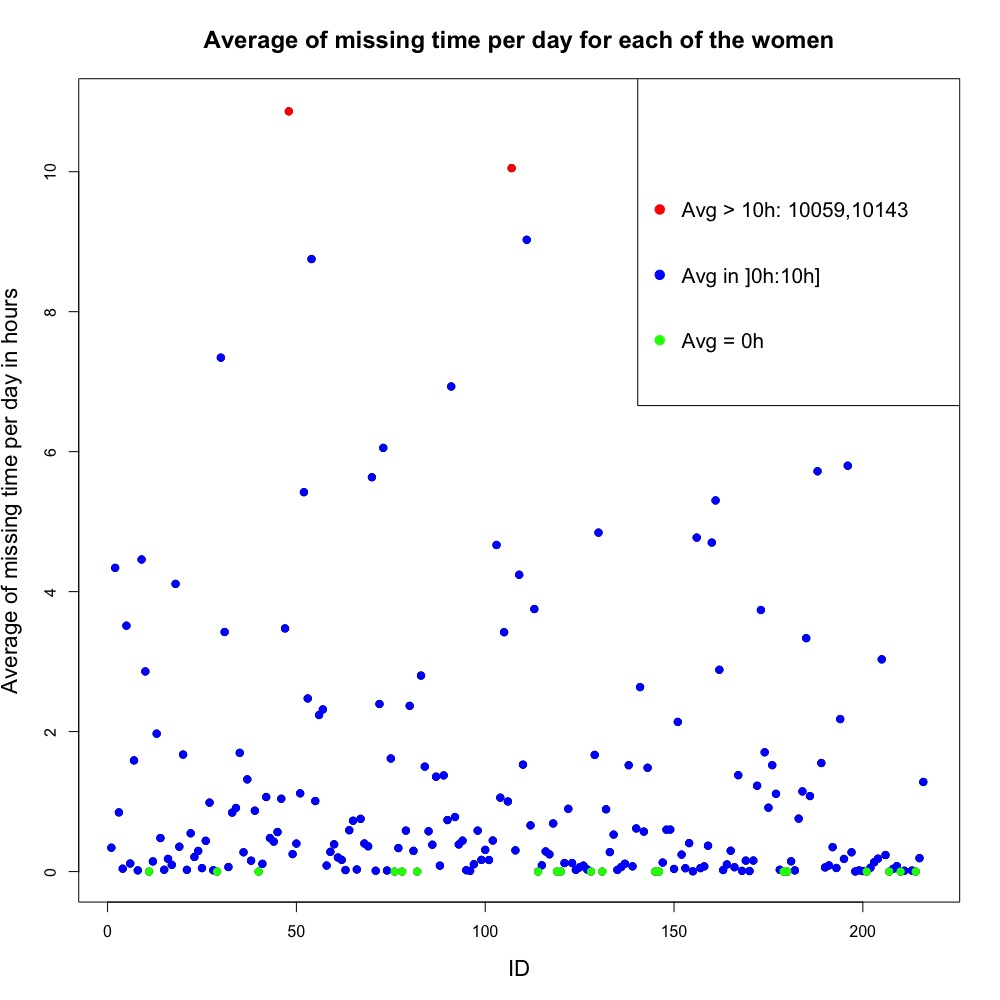 Average of missing time per day for each of the women
Average of missing time per day in hours
10
8
6
4
2
0
Avg > 10h: 10059,10143
Avg in ]0h:10h]
Avg = 0h
0 50 100 150 200
ID